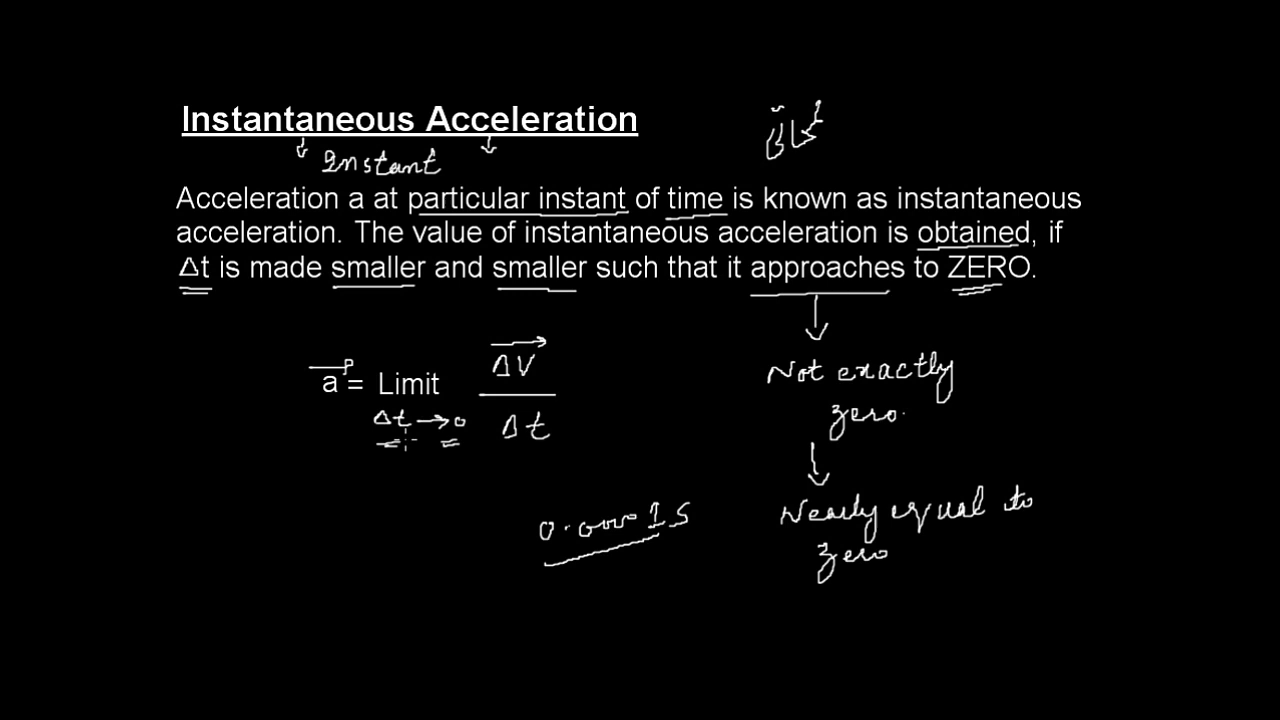 Instantaneous Acceleration
Instant
Acceleration a at particular instant of time is known as instantaneous
acceleration. The value of instantaneous acceleration is obtained, if
Δt is made smaller and smaller such that it approaches to ZERO.
a = Limit ΔV
Δt→0 Δt
Not exactly
zero.
Nearly equal to
zero